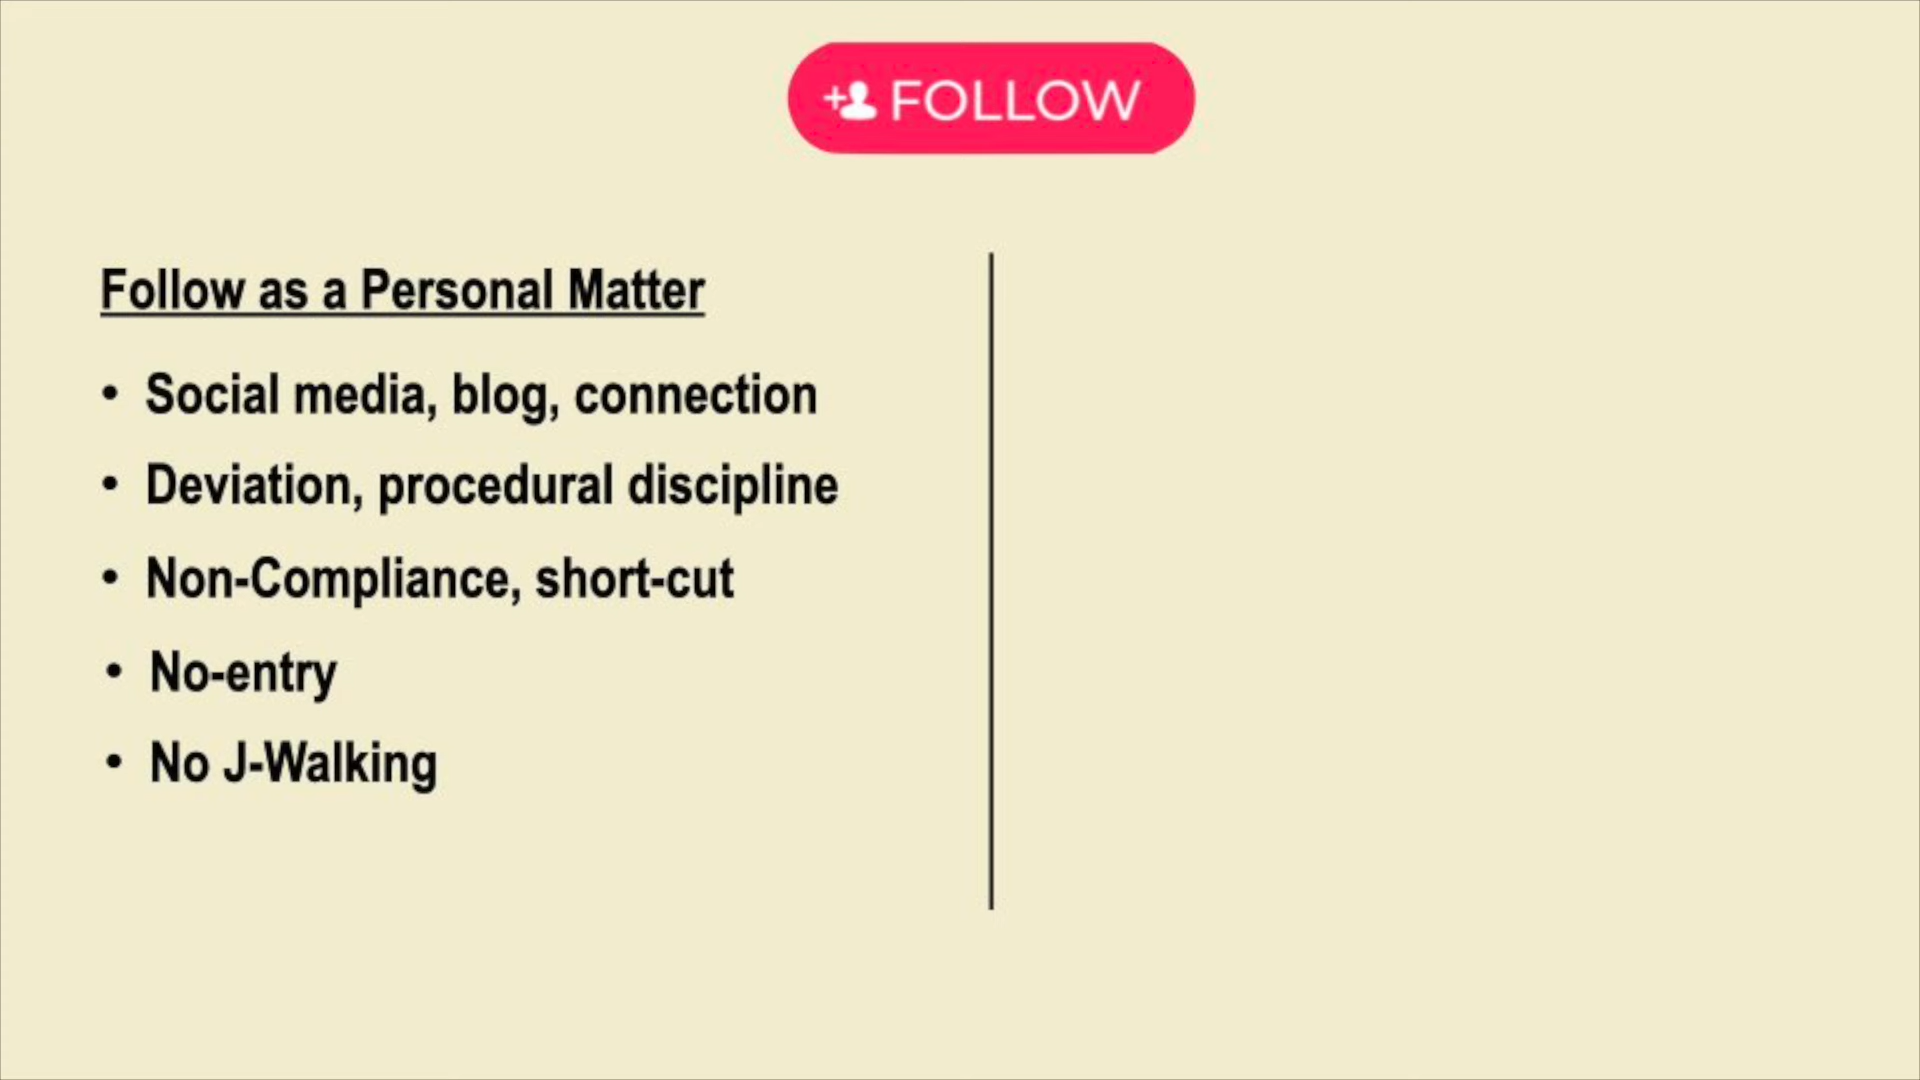 FOLLOW
Follow as a Personal Matter
• Social media, blog, connection
• Deviation, procedural discipline
• Non-Compliance, short-cut
• No-entry
• No J-Walking